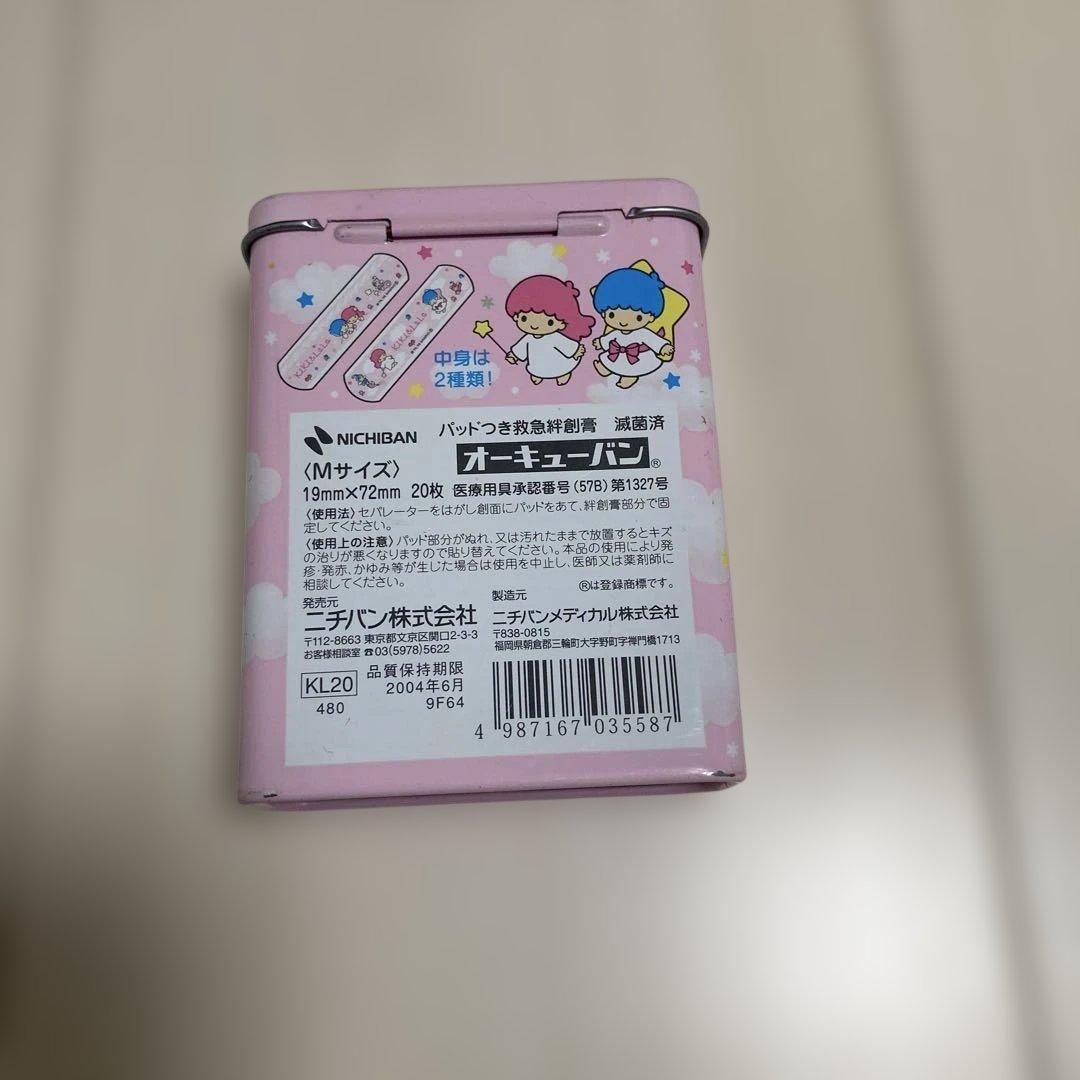 KIKI&LALA
KIKI&LALA
中身は
2種類!
NICHIBAN
パッドつき救急絆創膏 滅菌済
〈Mサイズ〉
オーキューバン®
19mm×72mm 20枚 医療用具承認番号(57B)第1327号
〈使用法〉セパレーターをはがし創面にパッドをあて、絆創膏部分で固
定してください。
〈使用上の注意〉パッド部分がぬれ、又は汚れたままで放置するとキズ
の治りが悪くなりますので貼り替えてください。本品の使用により発
疹・発赤、かゆみ等が生じた場合は使用を中止し、医師又は薬剤師に
相談してください。
®は登録商標です。
発売元
ニチバン株式会社
〒112-8663 東京都文京区関口2-3-3
お客様相談室 ☎03(5978)5622
製造元
ニチバンメディカル株式会社
〒838-0815
福岡県朝倉郡三輪町大字野町字禅門橋1713
KL20
480
品質保持期限
2004年6月
9F64
4 987167 035587